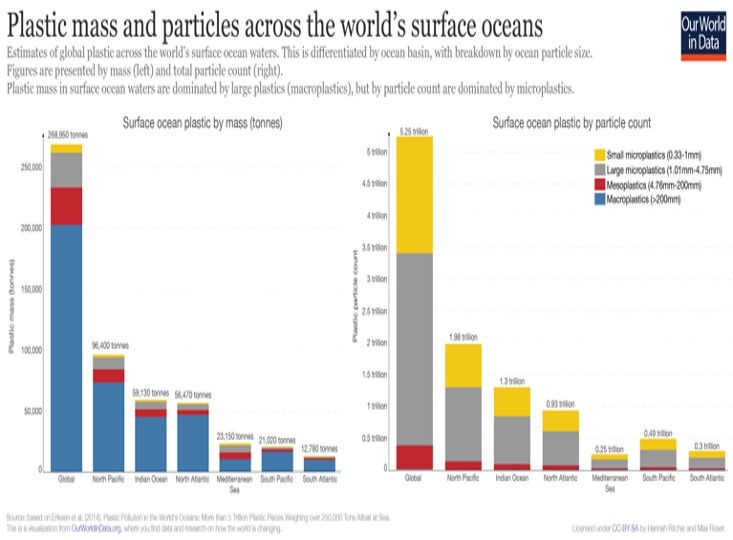 Plastic mass and particles across the world's surface oceans
Our World
in Data
Estimates of global plastic across the world's surface ocean waters. This is differentiated by ocean basin, with breakdown by ocean particle size.
Figures are presented by mass (left) and total particle count (right).
Plastic mass in surface ocean waters are dominated by large plastics (macroplastics), but by particle count are dominated by microplastics.
Surface ocean plastic by mass (tonnes)
268,950 tonnes
250,000
200,000
150,000
100,000
50,000
0
Plastic mass (tonnes)
96,400 tonnes
59,130 tonnes
56,470 tonnes
23,150 tonnes
21,020 tonnes
12,780 tonnes
Global
North Pacific
Indian Ocean
North Atlantic
Mediterranean
Sea
South Pacific
South Atlantic
Surface ocean plastic by particle count
5.25 trillion
5 trillion
4.5 trillion
4 trillion
3.5 trillion
3 trillion
2.5 trillion
2 trillion
1.5 trillion
1 trillion
0.5 trillion
0
Plastic particle count
Small microplastics (0.33-1mm)
Large microplastics (1.01mm-4.75mm)
Mesoplastics (4.76mm-200mm)
Macroplastics (>200mm)
1.98 trillion
1.3 trillion
0.93 trillion
0.25 trillion
0.49 trillion
0.3 trillion
Global
North Pacific
Indian Ocean
North Atlantic
Mediterranean
Sea
South Pacific
South Atlantic
Source: based on Eriksen et al. (2014), Plastic Pollution in the World's Oceans: More than 5 Trillion Plastic Pieces Weighing over 250,000 Tons Afloat at Sea.
This is a visualization from OurWorldinData.org, where you find data and research on how the world is changing.
Licensed under CC-BY-SA by Hannah Ritchie and Max Roser.